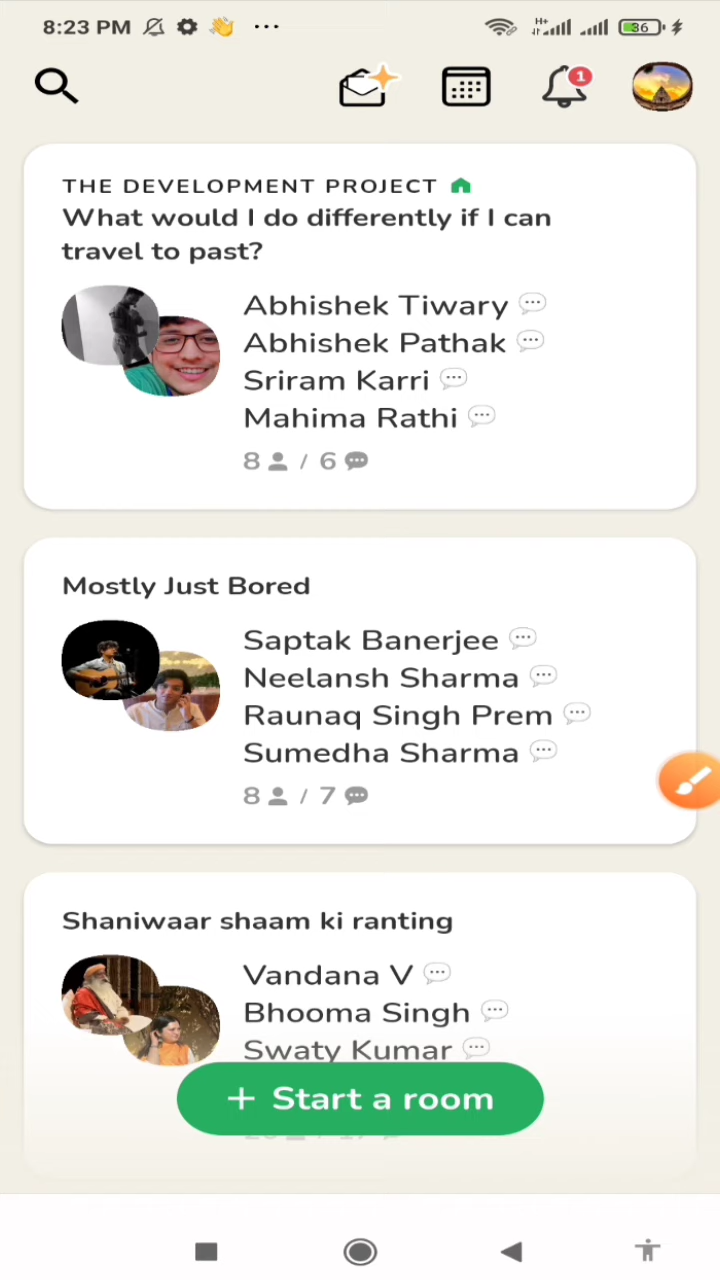 8:23 PM
H+
36
1
THE DEVELOPMENT PROJECT
What would I do differently if I can
travel to past?
Abhishek Tiwary
Abhishek Pathak
Sriram Karri
Mahima Rathi
8 / 6
Mostly Just Bored
Saptak Banerjee
Neelansh Sharma
Raunaq Singh Prem
Sumedha Sharma
8 / 7
Shaniwaar shaam ki ranting
Vandana V
Bhooma Singh
Swaty Kumar
+ Start a room